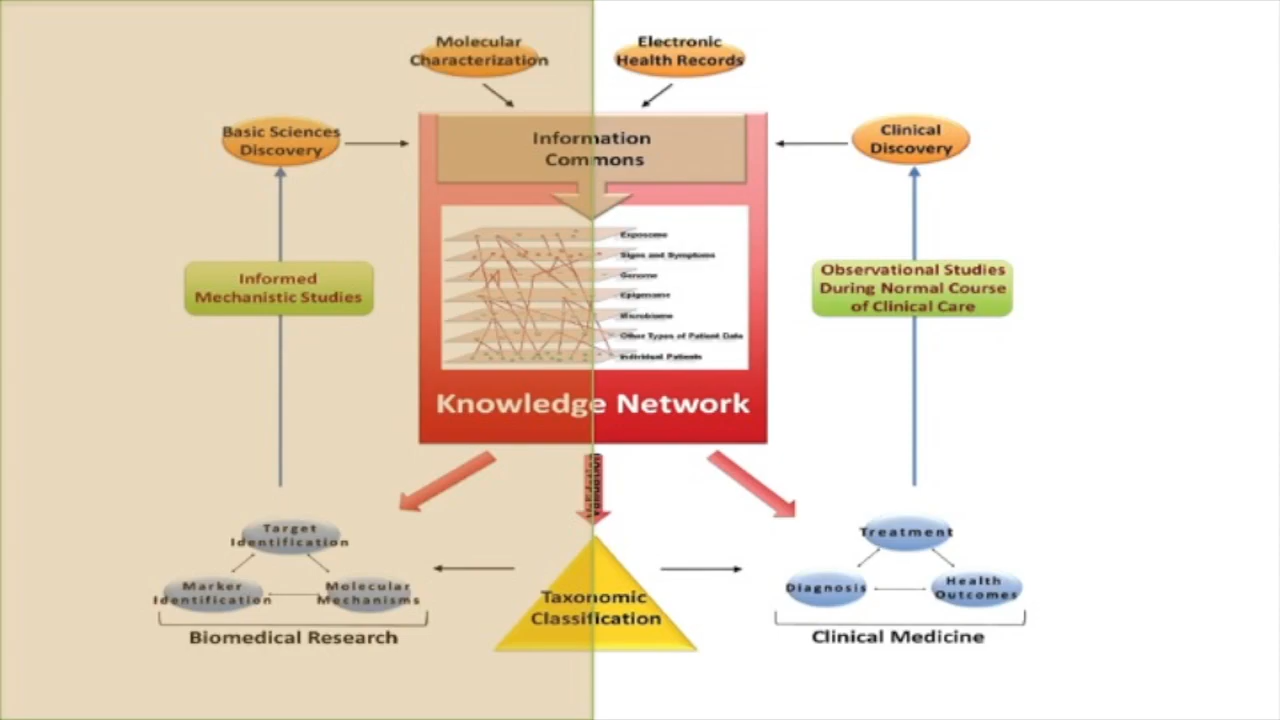 Molecular
Characterization
Electronic
Health Records
Basic Sciences
Discovery
Information
Commons
Clinical
Discovery
Exposome
Signs and Symptoms
Genome
Epigenome
Microbiome
Other Types of Patient Data
Individual Patients
Informed
Mechanistic Studies
Observational Studies
During Normal Course
of Clinical Care
Knowledge Network
Validation
Target
Identification
Marker
Identification
Molecular
Mechanisms
Biomedical Research
Taxonomic
Classification
Treatment
Diagnosis
Health
Outcomes
Clinical Medicine